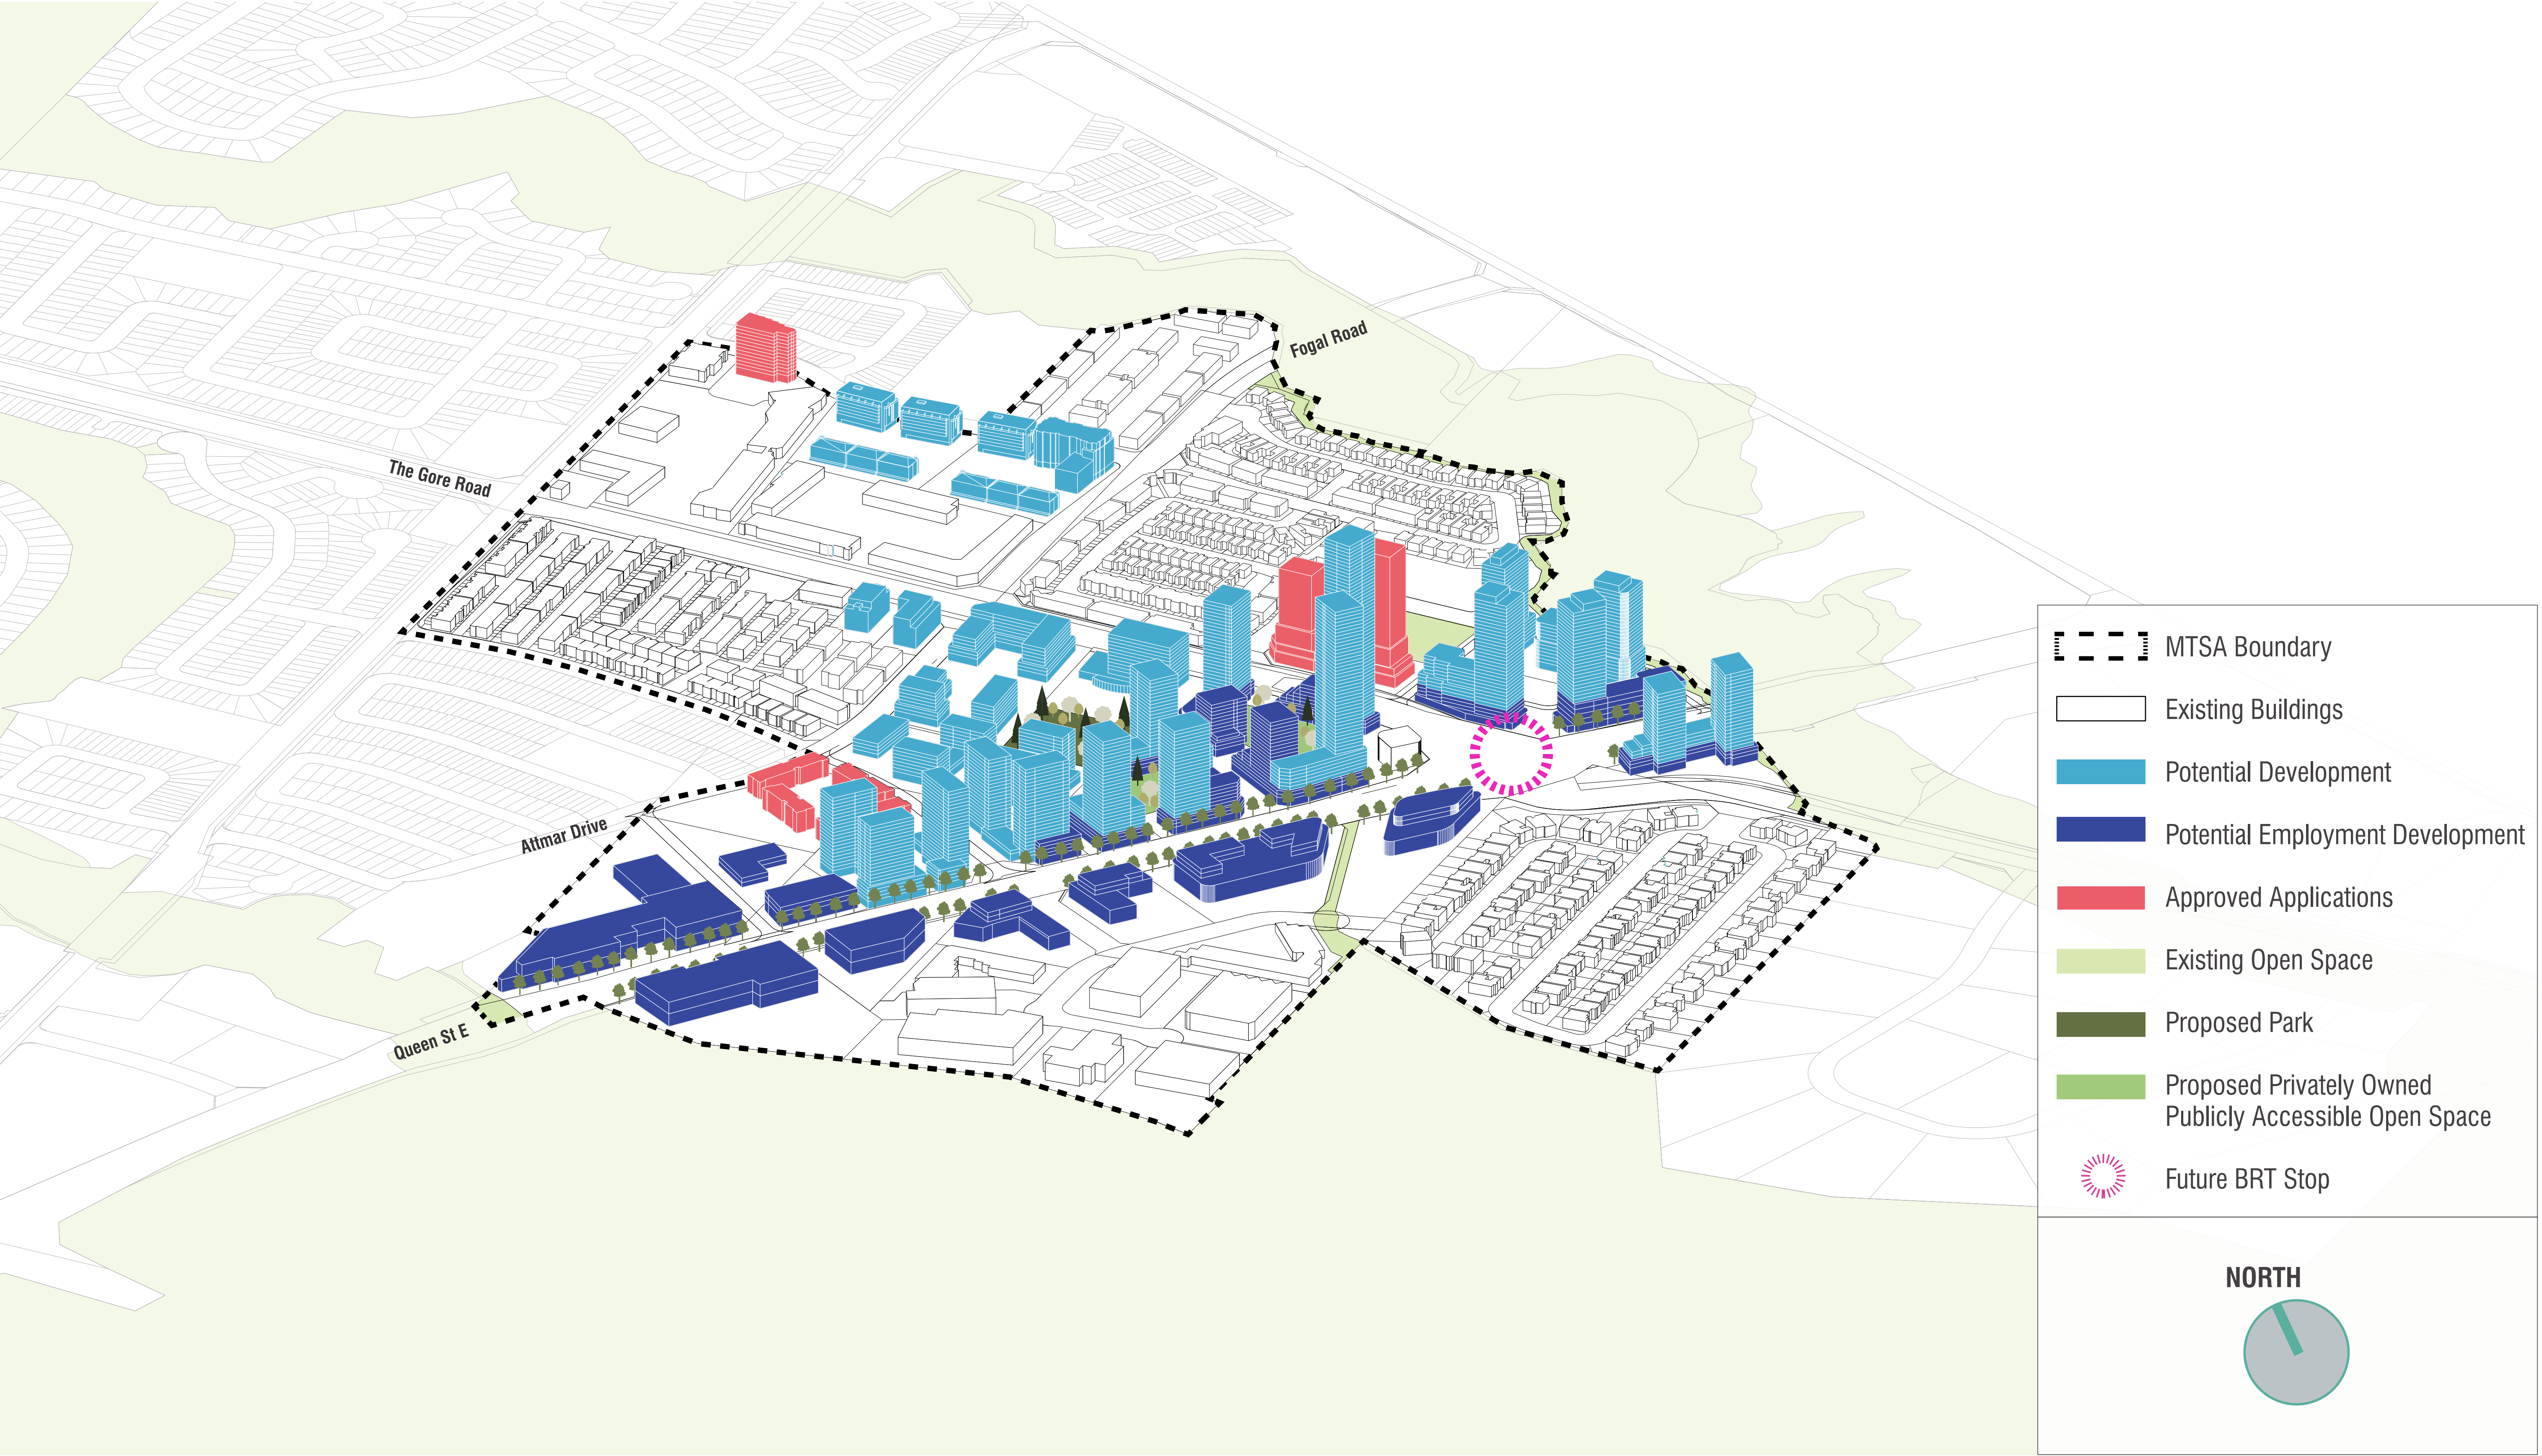 Fogal Road
The Gore Road
Attmar Drive
Queen St E
MTSA Boundary
Existing Buildings
Potential Development
Potential Employment Development
Approved Applications
Existing Open Space
Proposed Park
Proposed Privately Owned
Publicly Accessible Open Space
Future BRT Stop
NORTH